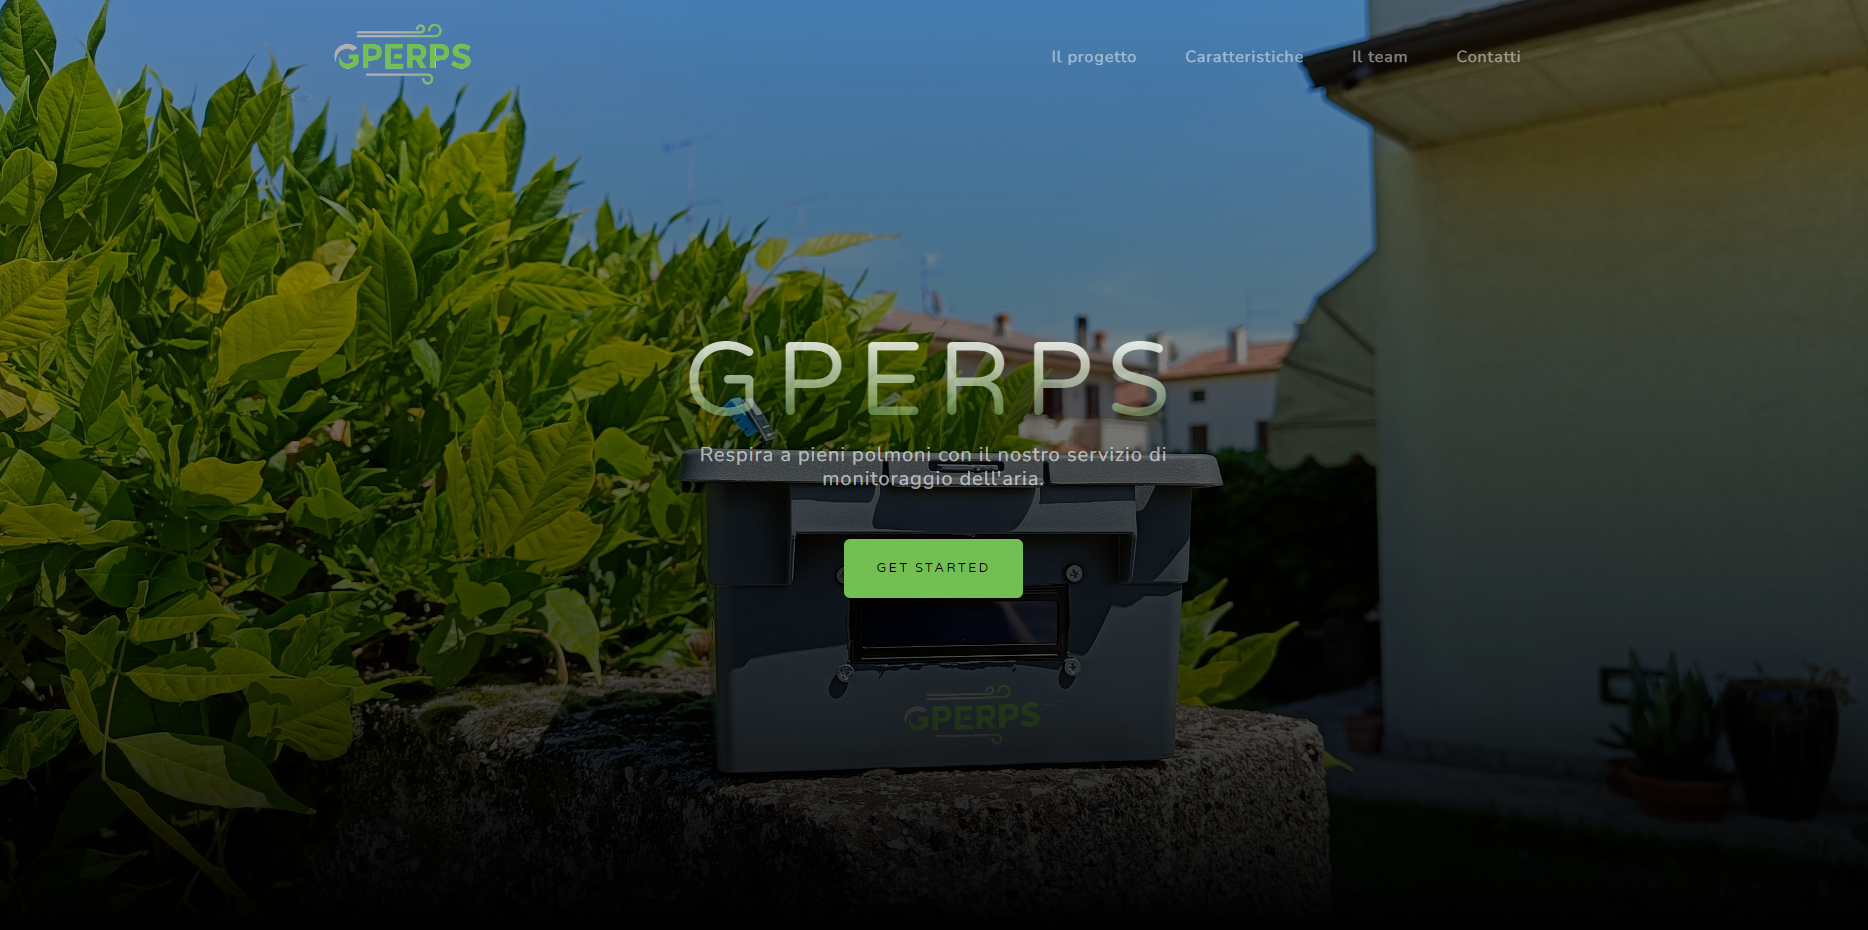 GPERPS
Il progetto
Caratteristiche
Il team
Contatti
GPERPS
Respira a pieni polmoni con il nostro servizio di
monitoraggio dell'aria.
GET STARTED
GPERPS